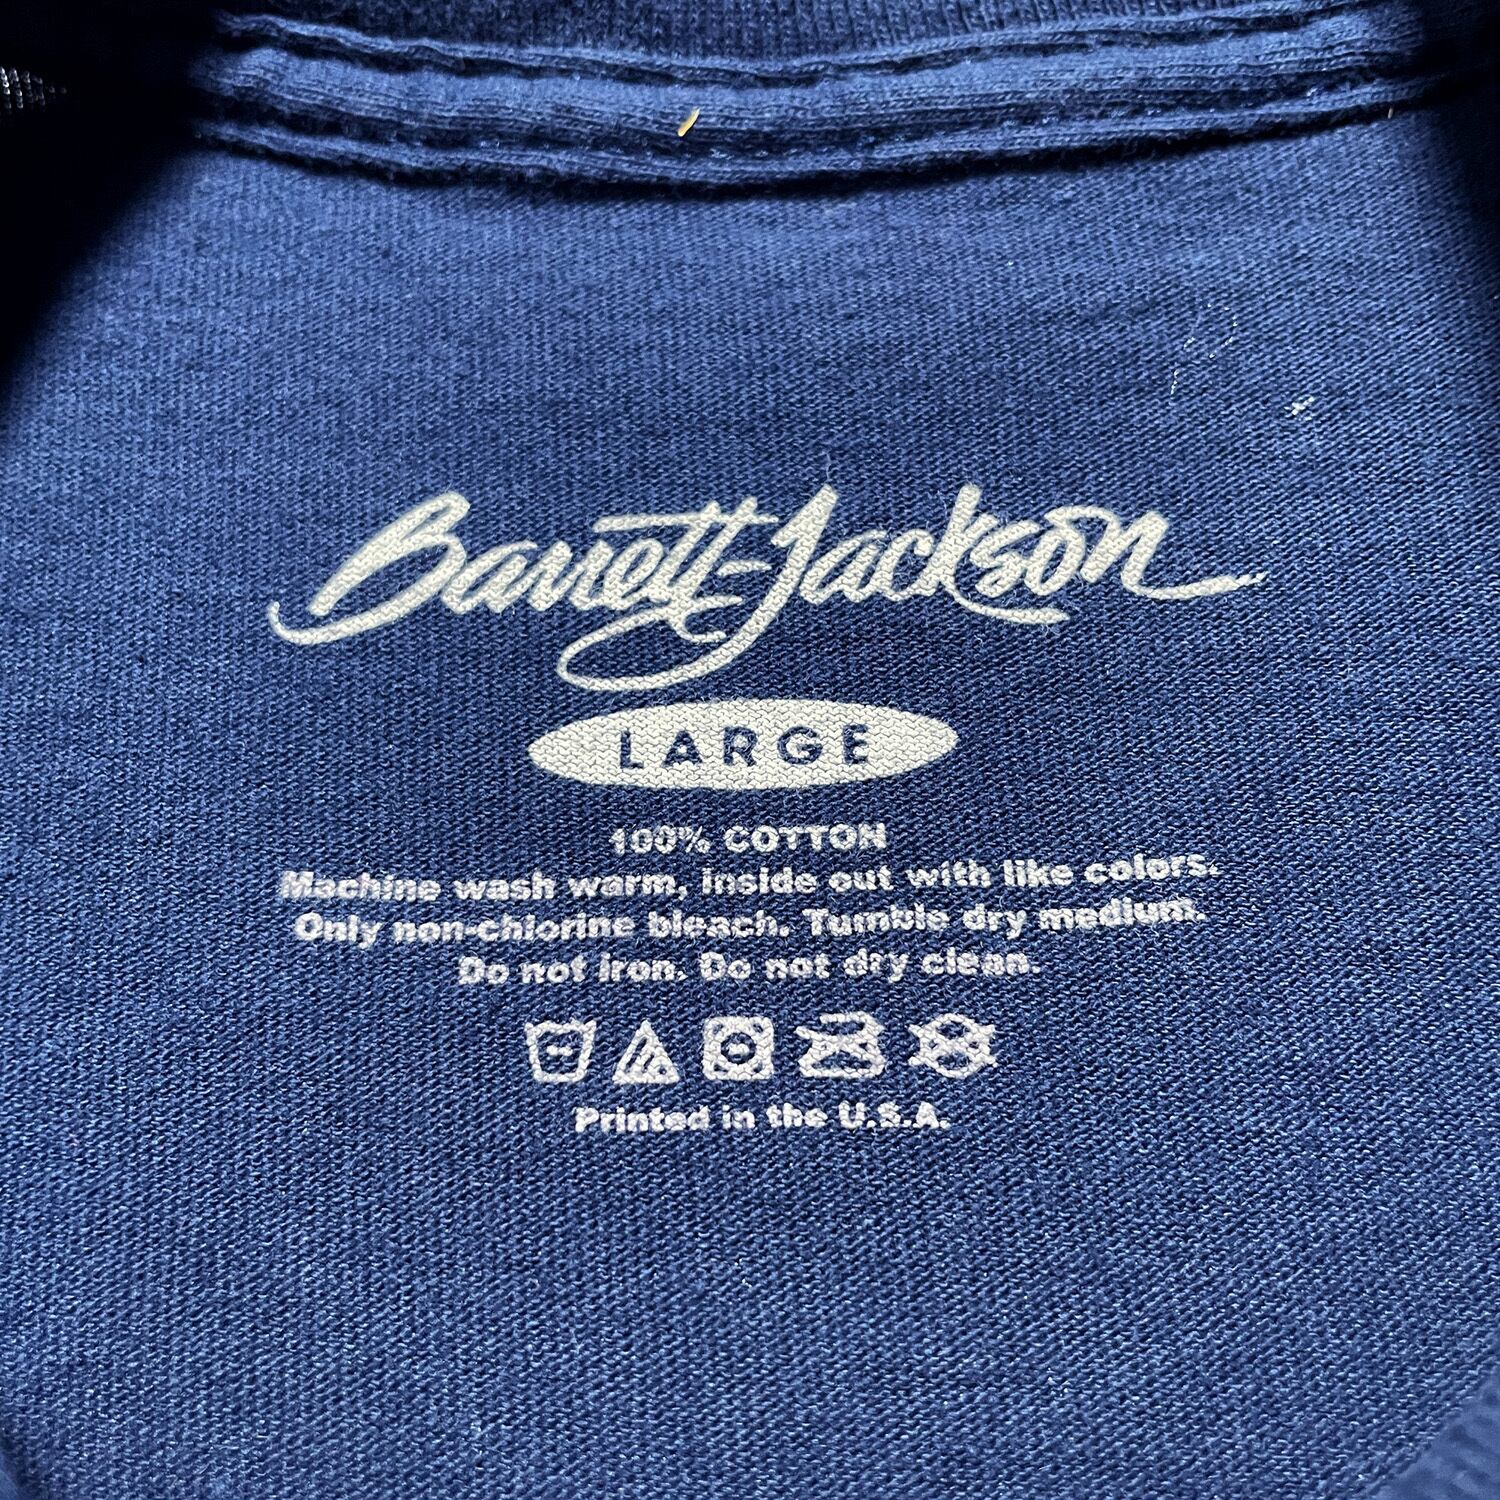 Barrett-Jackson
LARGE
100% COTTON
Machine wash warm, inside out with like colors.
Only non-chlorine bleach. Tumble dry medium.
Do not iron. Do not dry clean.
Printed in the U.S.A.